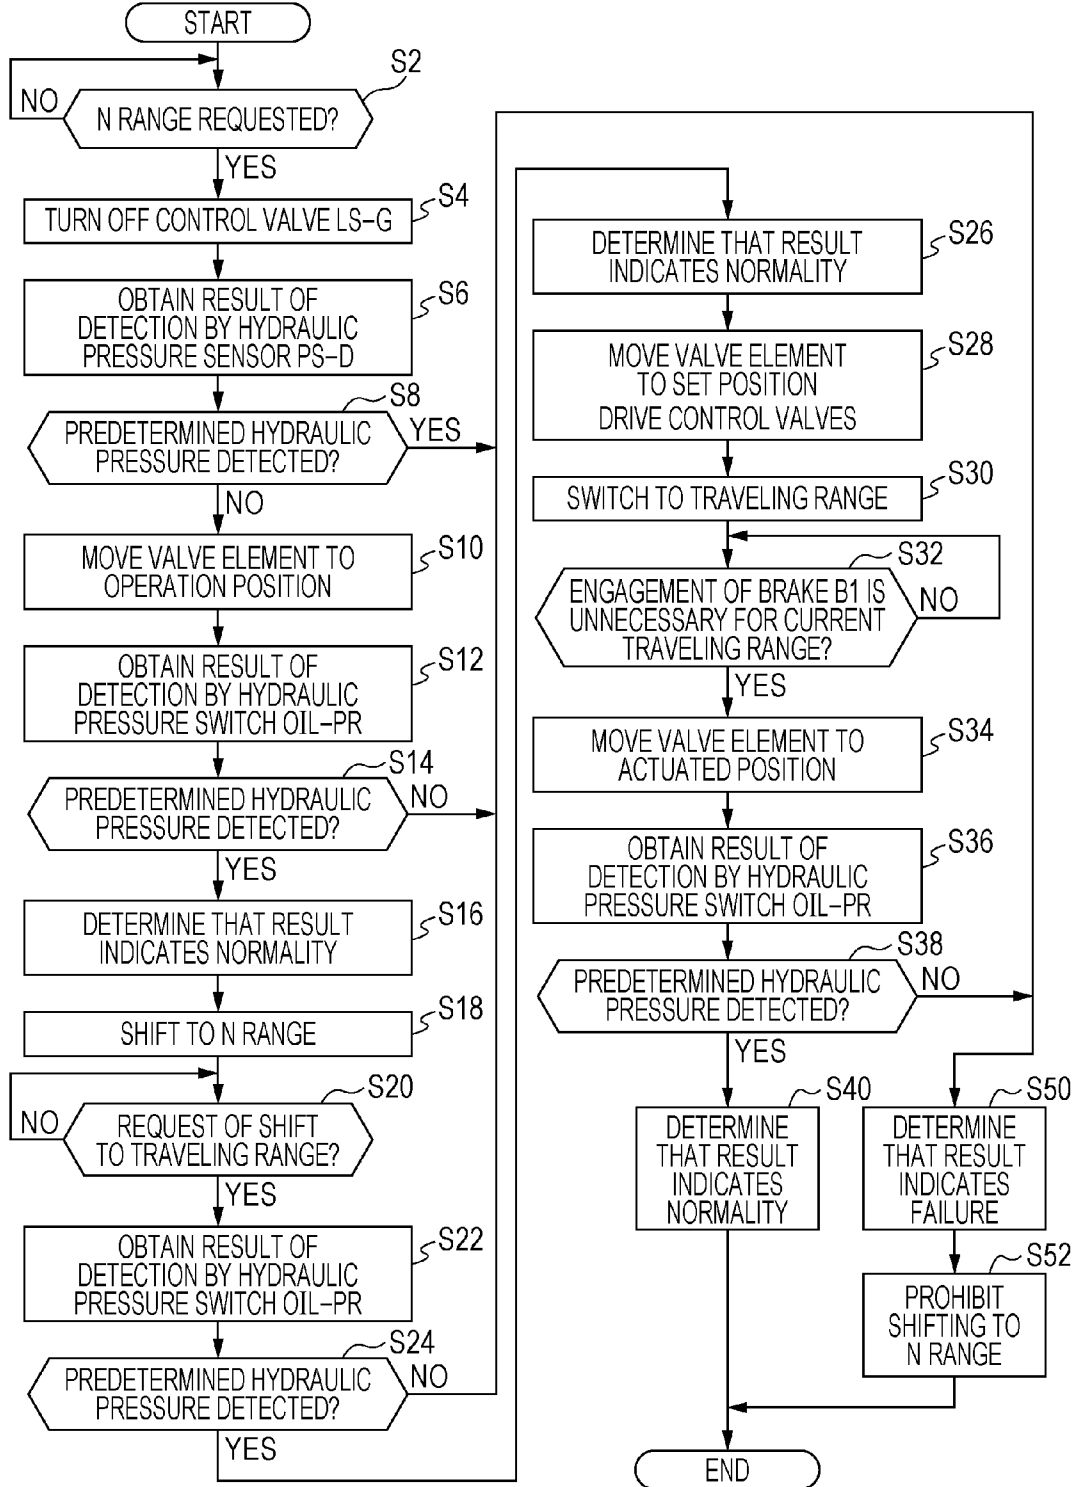 START
S2
NO
N RANGE REQUESTED?
YES
S4
TURN OFF CONTROL VALVE LS-G
S6
OBTAIN RESULT OF
DETECTION BY HYDRAULIC
PRESSURE SENSOR PS-D
S8
PREDETERMINED HYDRAULIC
PRESSURE DETECTED?
YES
NO
S10
MOVE VALVE ELEMENT TO
OPERATION POSITION
S12
OBTAIN RESULT OF
DETECTION BY HYDRAULIC
PRESSURE SWITCH OIL-PR
S14
PREDETERMINED HYDRAULIC
PRESSURE DETECTED?
NO
YES
S16
DETERMINE THAT RESULT
INDICATES NORMALITY
S18
SHIFT TO N RANGE
S20
NO
REQUEST OF SHIFT
TO TRAVELING RANGE?
YES
S22
OBTAIN RESULT OF
DETECTION BY HYDRAULIC
PRESSURE SWITCH OIL-PR
S24
PREDETERMINED HYDRAULIC
PRESSURE DETECTED?
NO
YES
S26
DETERMINE THAT RESULT
INDICATES NORMALITY
S28
MOVE VALVE ELEMENT
TO SET POSITION
DRIVE CONTROL VALVES
S30
SWITCH TO TRAVELING RANGE
S32
ENGAGEMENT OF BRAKE B1 IS
UNNECESSARY FOR CURRENT
TRAVELING RANGE?
NO
YES
S34
MOVE VALVE ELEMENT TO
ACTUATED POSITION
S36
OBTAIN RESULT OF
DETECTION BY HYDRAULIC
PRESSURE SWITCH OIL-PR
S38
PREDETERMINED HYDRAULIC
PRESSURE DETECTED?
NO
YES
S40
DETERMINE
THAT RESULT
INDICATES
NORMALITY
S50
DETERMINE
THAT RESULT
INDICATES
FAILURE
S52
PROHIBIT
SHIFTING TO
N RANGE
END